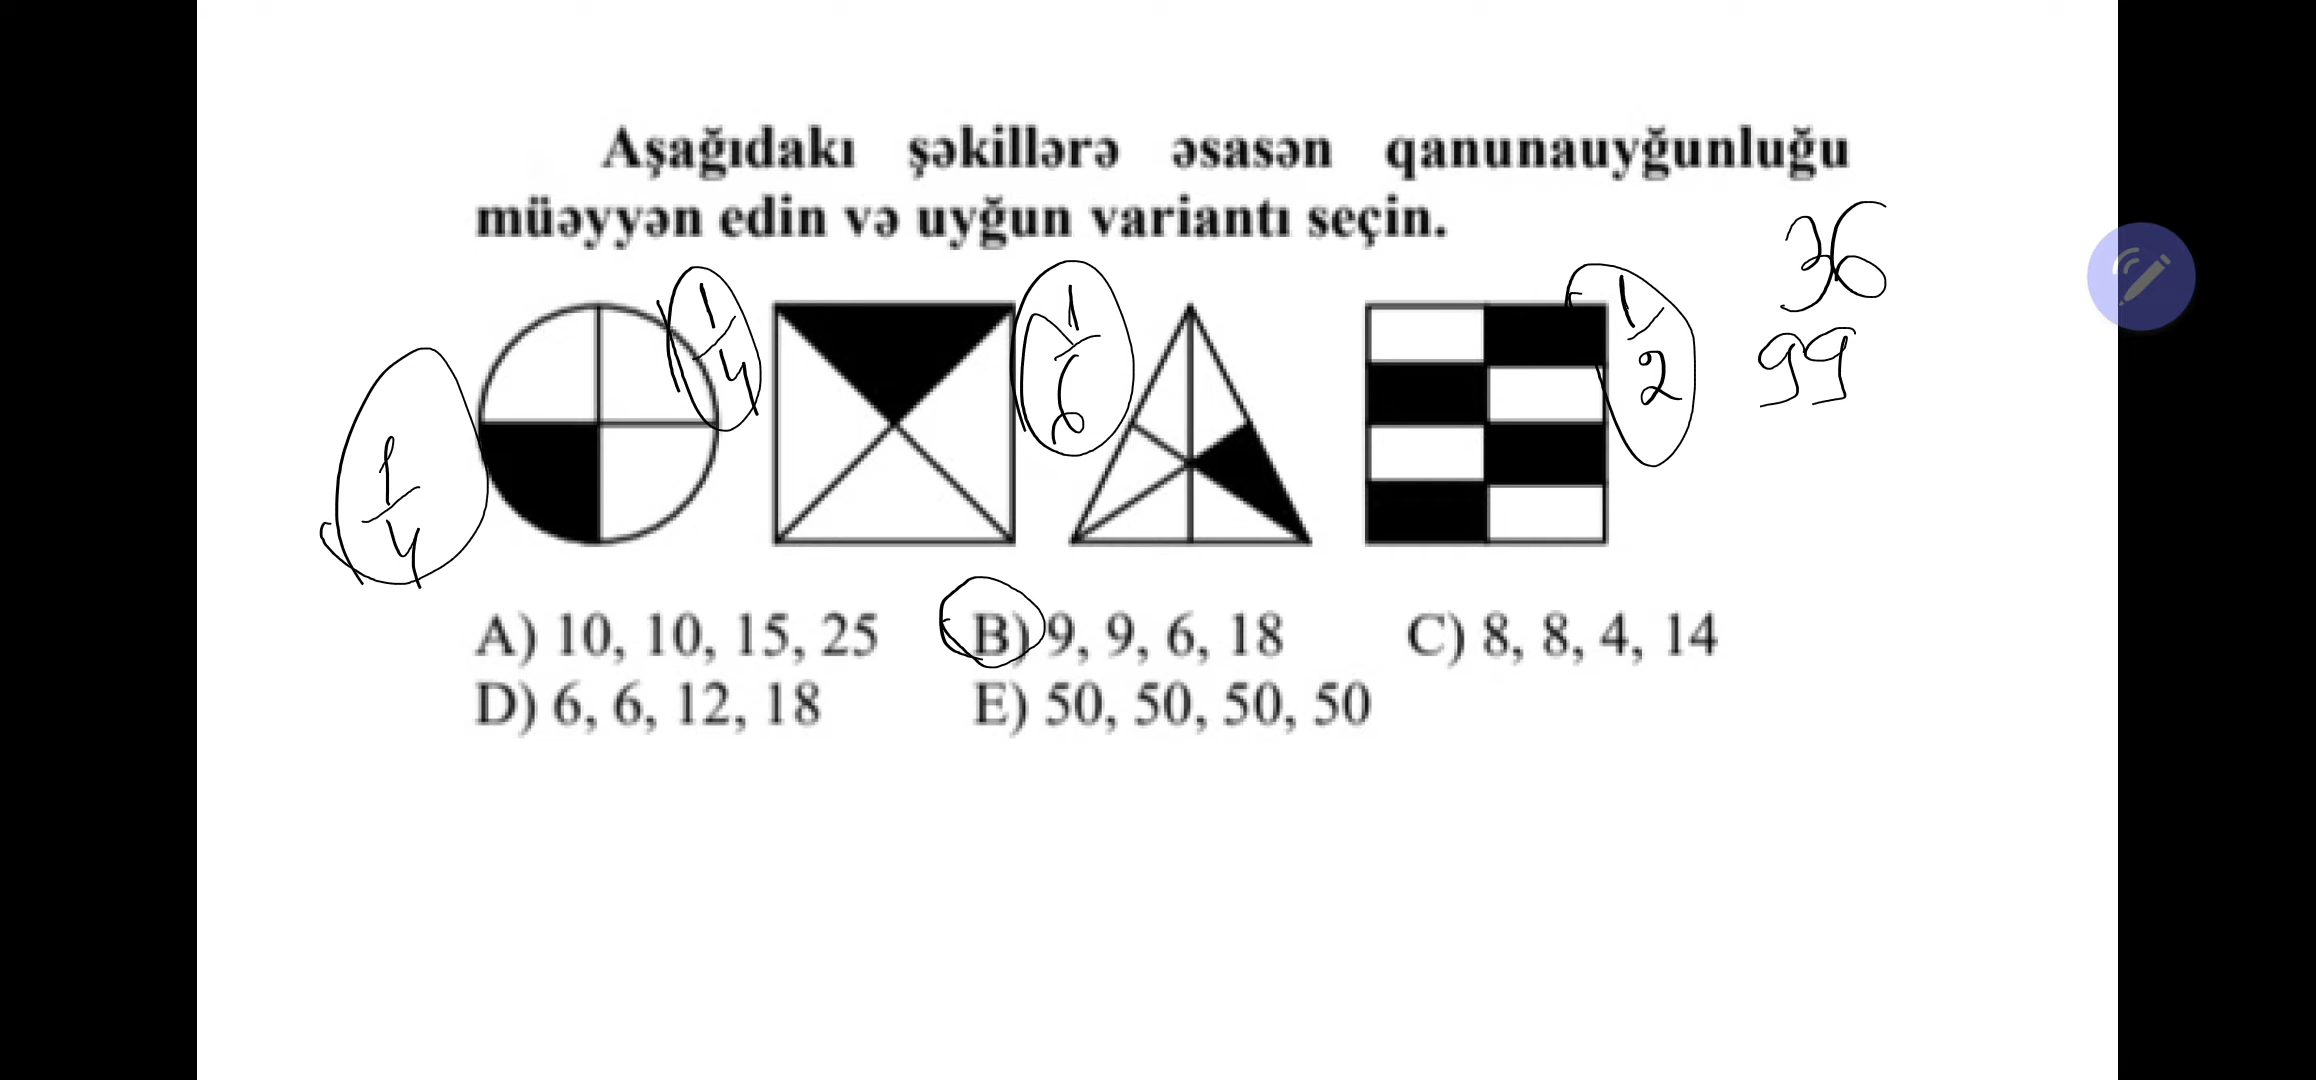 Aşağıdakı şəkillərə əsasən qanunauyğunluğu
müəyyən edin və uyğun variantı seçin.
36
99
1/4
1/4
1/6
1/2
A) 10, 10, 15, 25 B) 9, 9, 6, 18 C) 8, 8, 4, 14
D) 6, 6, 12, 18 E) 50, 50, 50, 50